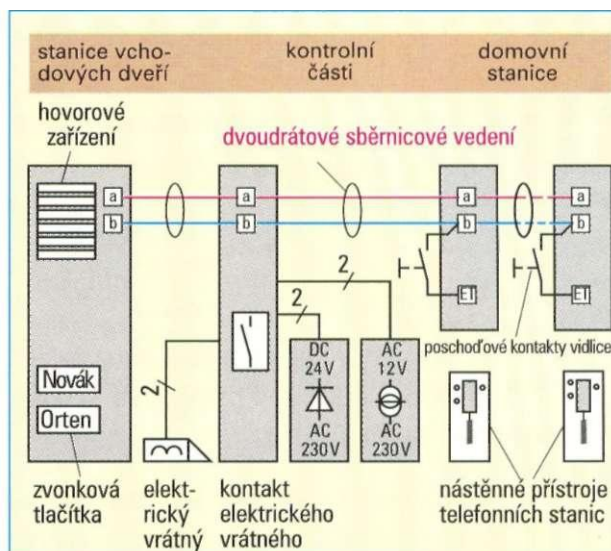 stanice vcho-
dových dveří
kontrolní
části
domovní
stanice
hovorové
zařízení
dvoudrátové sběrnicové vedení
a
b
a
b
a
b
a
b
2
2
2
ET
ET
poschoďové kontakty vidlice
DC
24V
AC
230V
AC
12V
AC
230V
Novák
Orten
zvonková
tlačítka
elekt-
rický
vrátný
kontakt
elektrického
vrátného
nástěnné přístroje
telefonních stanic